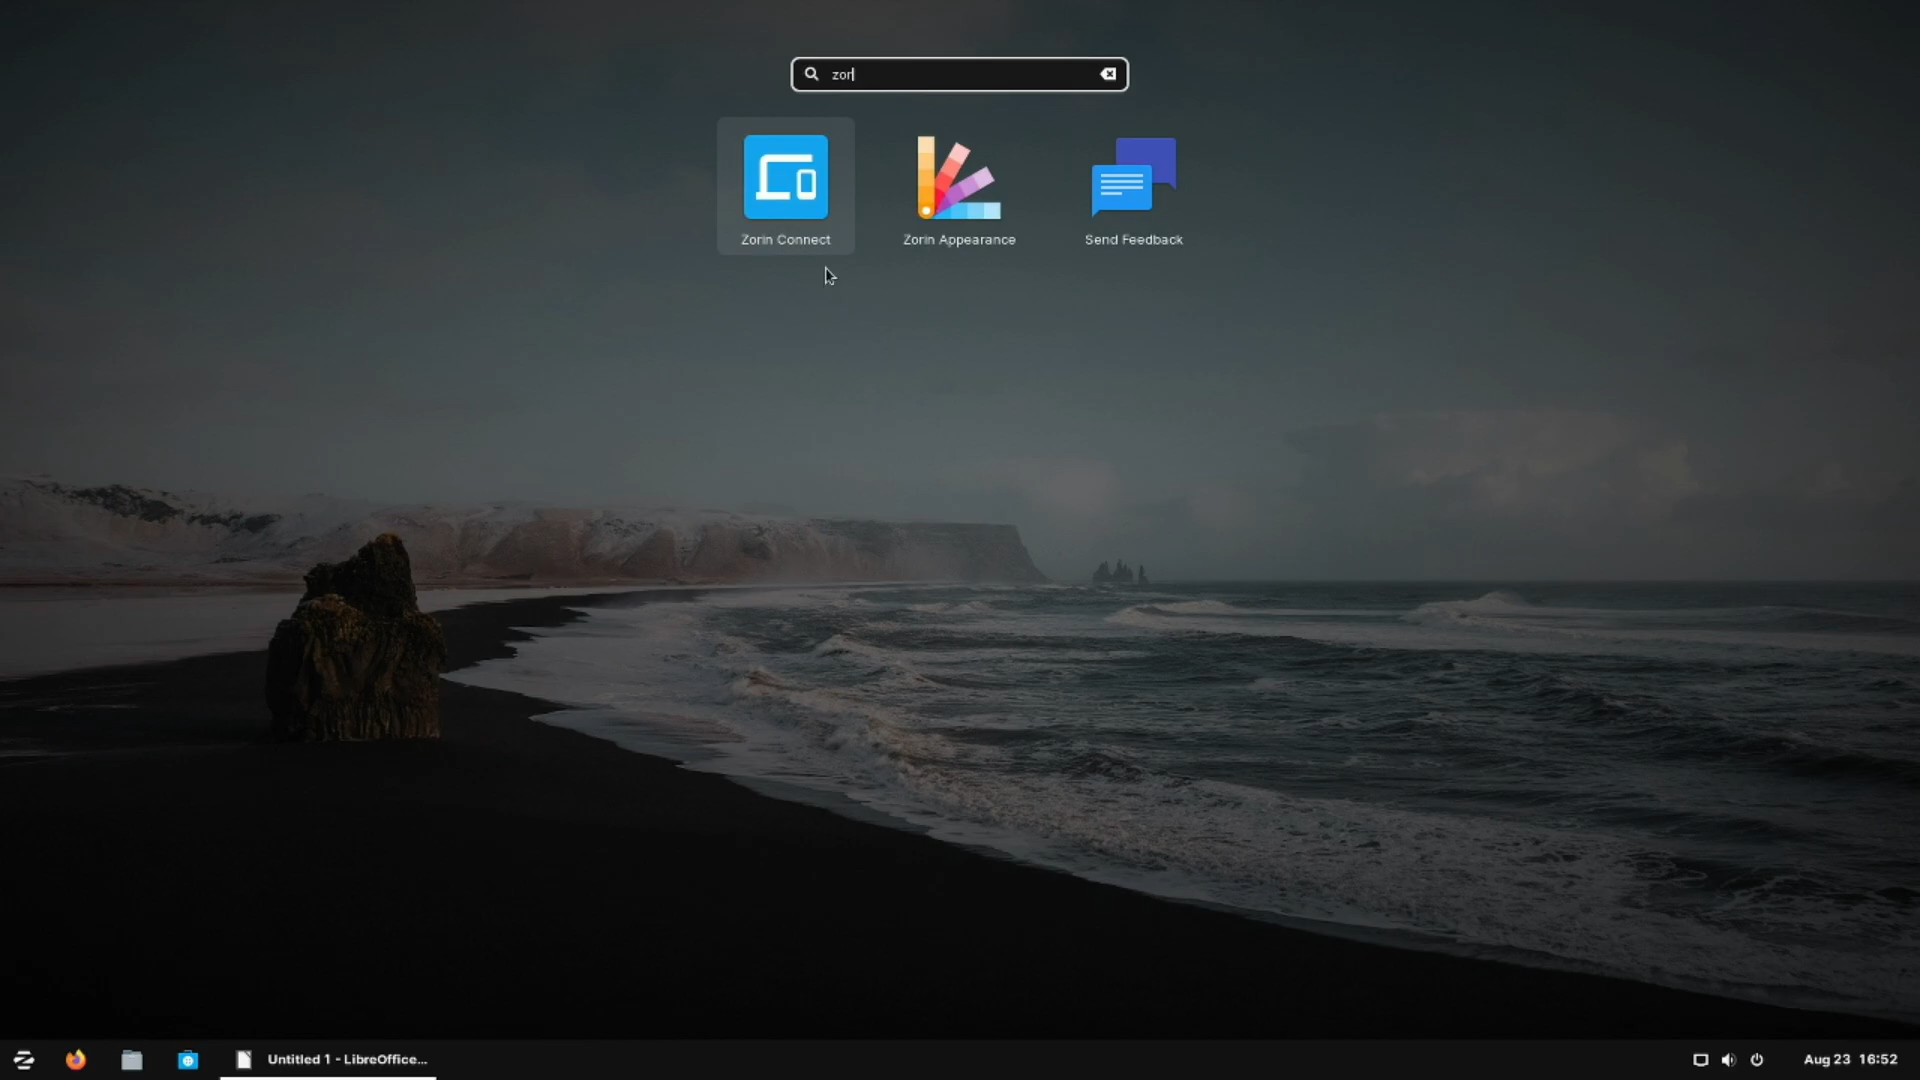 zor
Zorin Connect
Zorin Appearance
Send Feedback
Untitled 1 - LibreOffice...
Aug 23 16:52